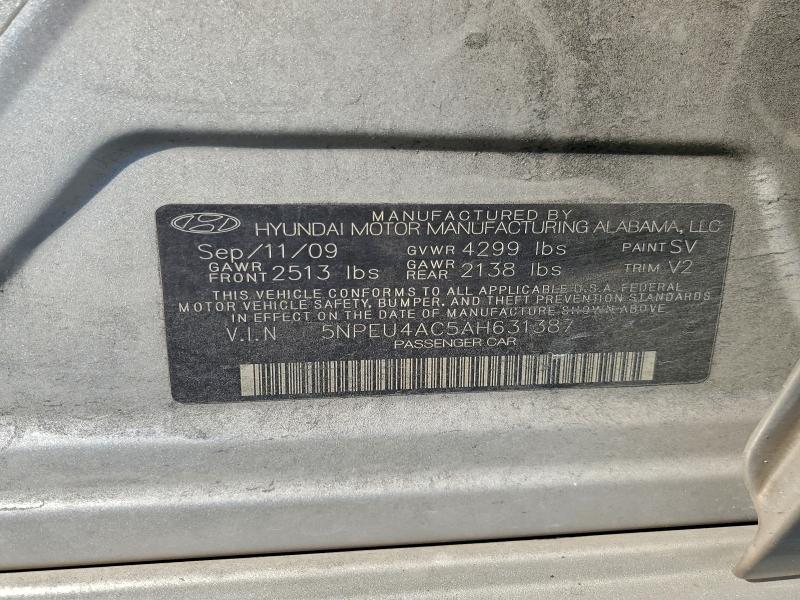 MANUFACTURED BY
HYUNDAI MOTOR MANUFACTURING ALABAMA, LLC
Sep/11/09 GVWR 4299 lbs PAINT SV
GAWR FRONT 2513 lbs GAWR REAR 2138 lbs TRIM V2
THIS VEHICLE CONFORMS TO ALL APPLICABLE U.S.A. FEDERAL
MOTOR VEHICLE SAFETY, BUMPER, AND THEFT PREVENTION STANDARDS
IN EFFECT ON THE DATE OF MANUFACTURE SHOWN ABOVE
V.I.N 5NPEU4AC5AH631387
PASSENGER CAR